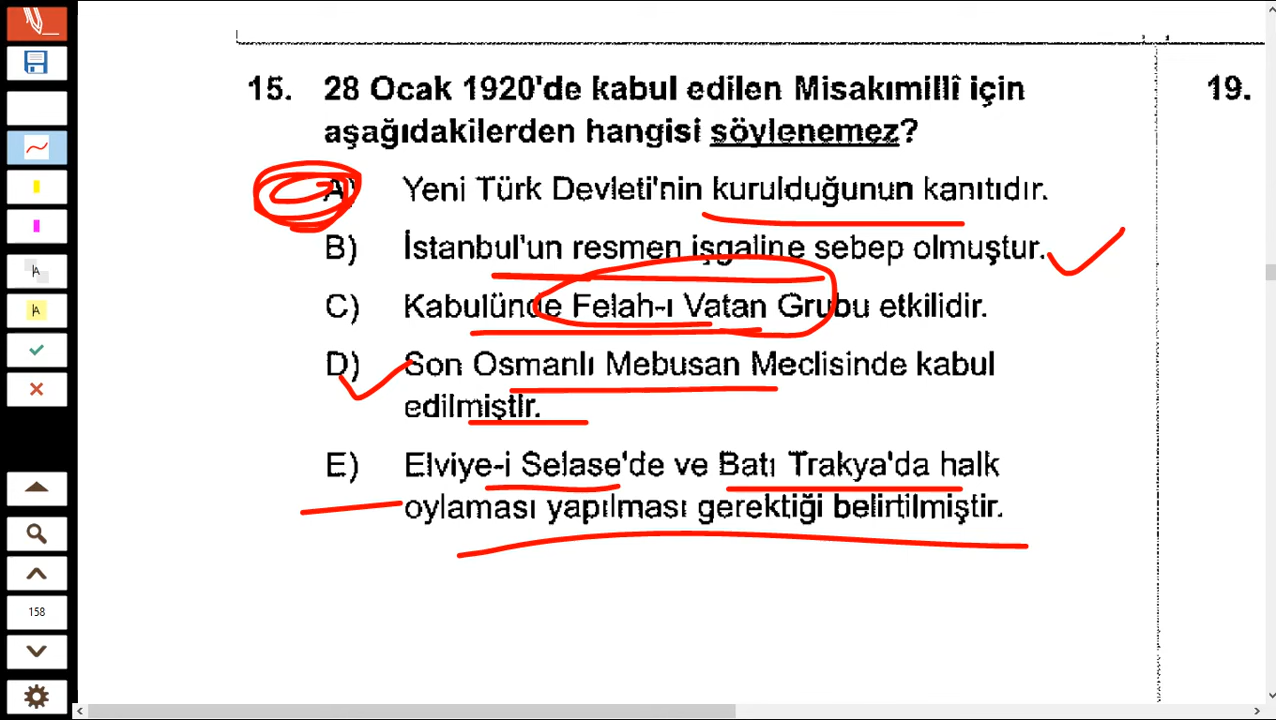 15. 28 Ocak 1920'de kabul edilen Misakımillî için 19.
aşağıdakilerden hangisi söylenemez?
A) Yeni Türk Devleti'nin kurulduğunun kanıtıdır.
B) İstanbul'un resmen işgaline sebep olmuştur.
C) Kabulünde Felah-ı Vatan Grubu etkilidir.
D) Son Osmanlı Mebusan Meclisinde kabul
edilmiştir.
E) Elviye-i Selase'de ve Batı Trakya'da halk
oylaması yapılması gerektiği belirtilmiştir.
A
A
158